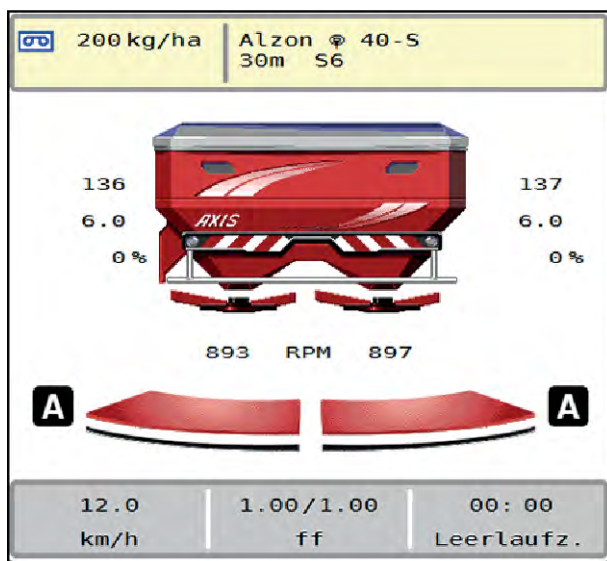 200 kg/ha
Alzon 40-S
30m S6
136
137
6.0
AXIS
6.0
0%
0%
893 RPM 897
A
A
12.0
1.00/1.00
00:00
km/h
ff
Leerlaufz.